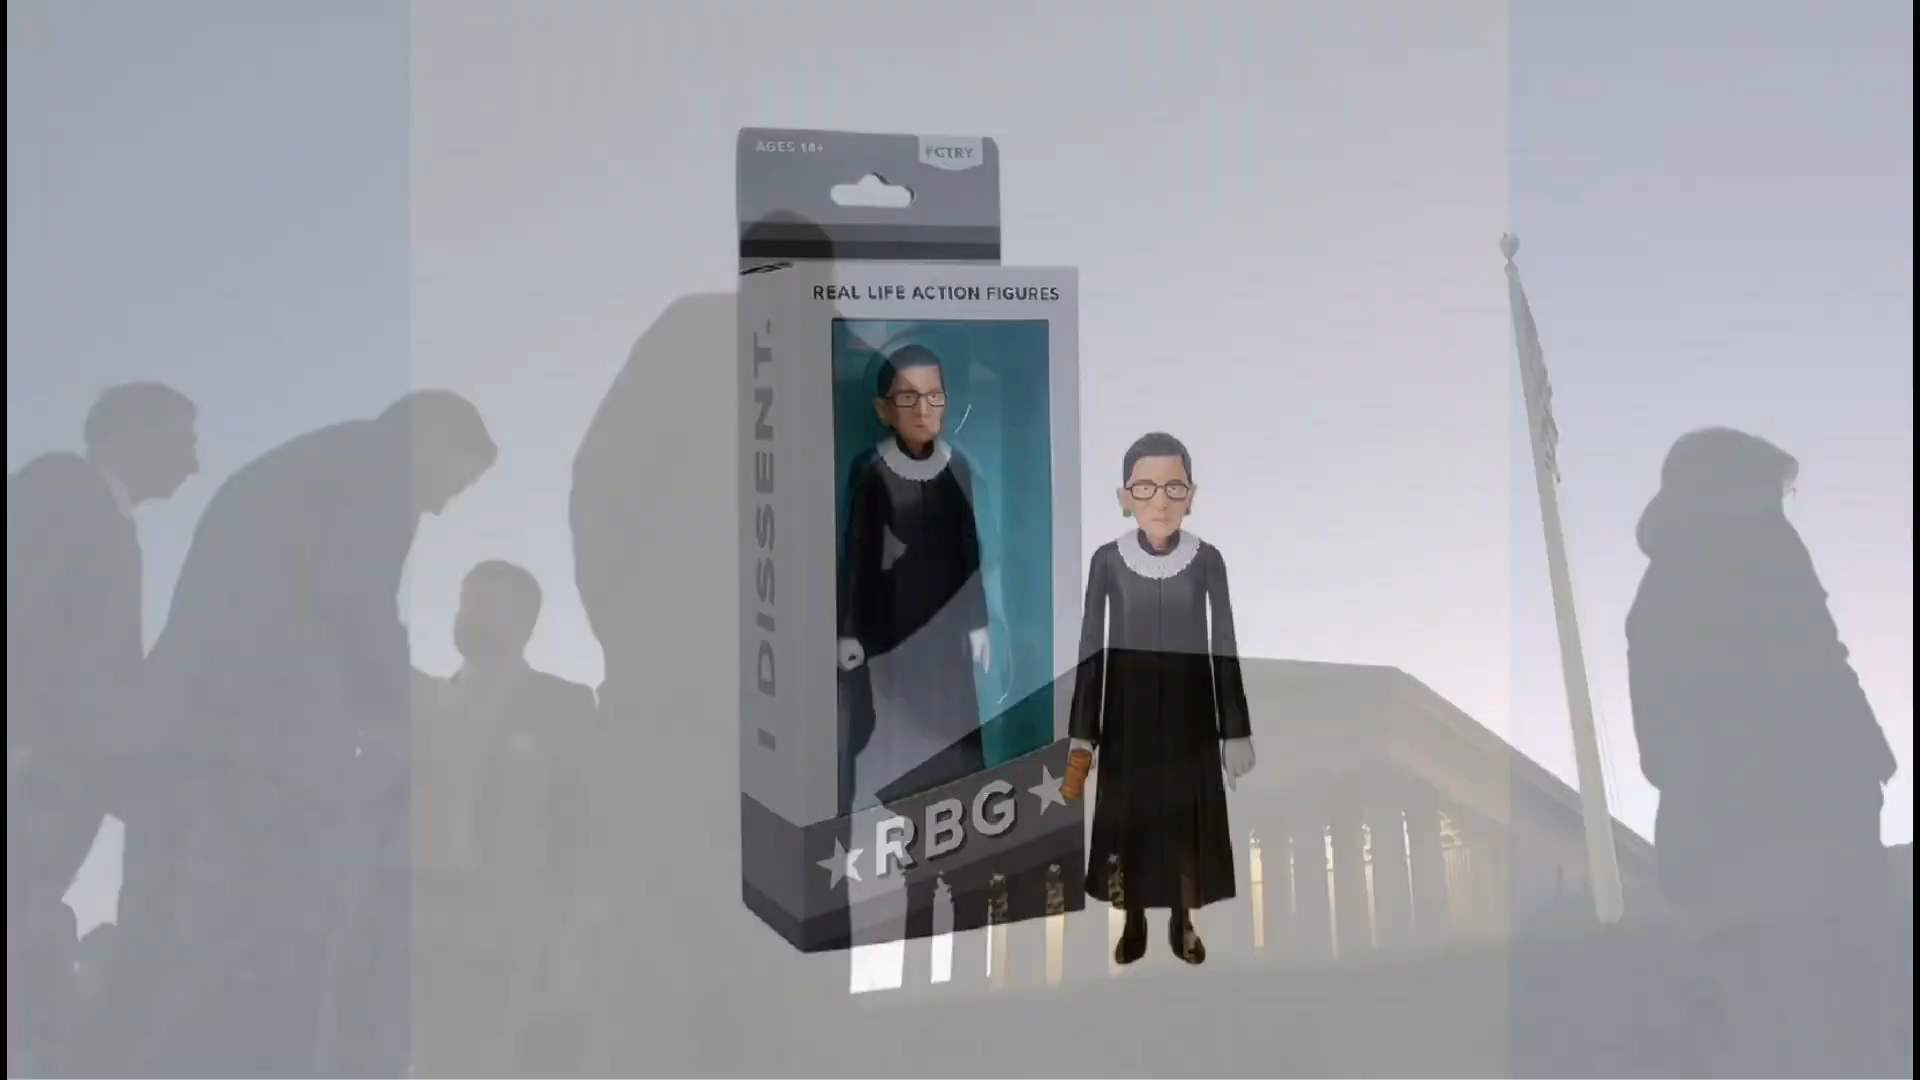 AGES 14+
FCTRY
REAL LIFE ACTION FIGURES
I DISSENT.
RBG